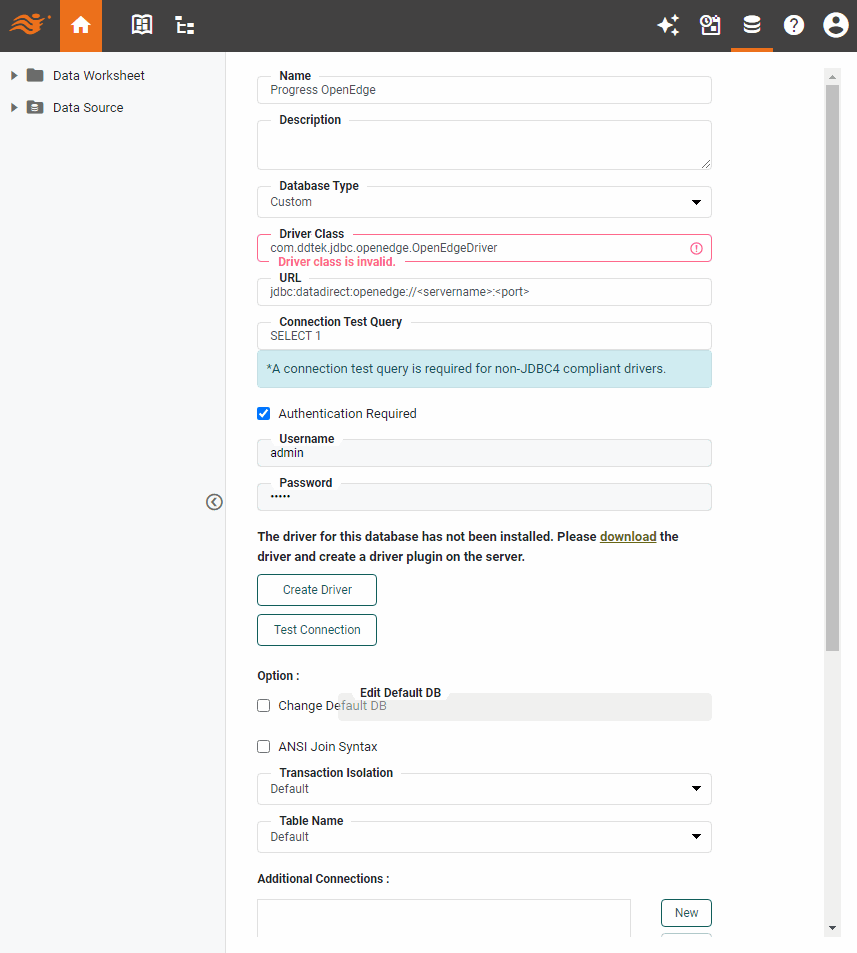 Data Worksheet
Data Source
Name
Progress OpenEdge
Description
Database Type
Custom
Driver Class
com.ddtek.jdbc.openedge.OpenEdgeDriver
Driver class is invalid.
URL
jdbc:datadirect:openedge://<servername>:<port>
Connection Test Query
SELECT 1
*A connection test query is required for non-JDBC4 compliant drivers.
Authentication Required
Username
admin
Password
•••••
The driver for this database has not been installed. Please download the
driver and create a driver plugin on the server.
Create Driver
Test Connection
Option :
Edit Default DB
Change Default DB
ANSI Join Syntax
Transaction Isolation
Default
Table Name
Default
Additional Connections :
New